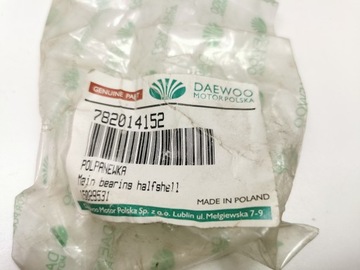 GENUINE PART
DAEWOO
MOTOR POLSKA
782014152
POLPANEWKA
Main bearing halfshell
MADE IN POLAND
Motor Polska Sp. z o.o. Lublin ul. Mełgiewska 7-9